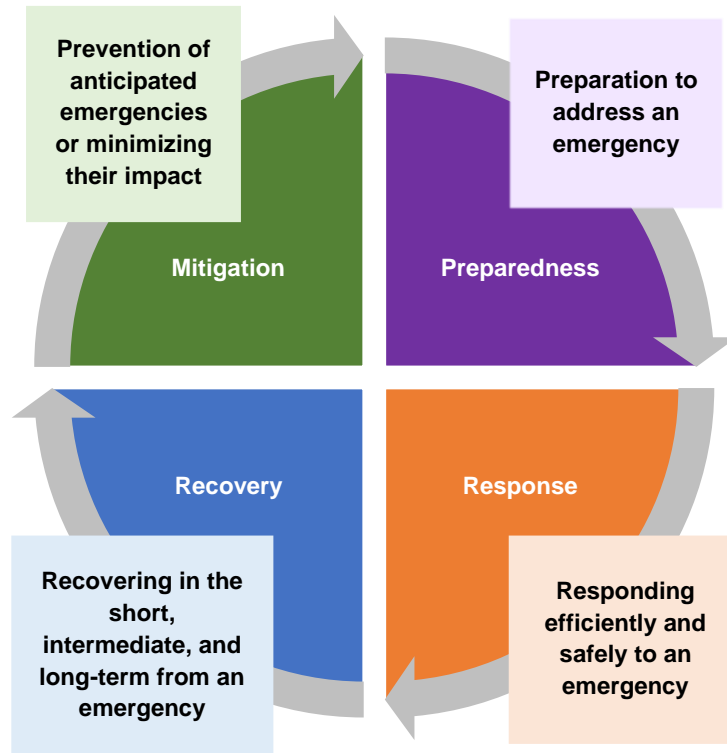 Prevention of
anticipated
emergencies
or minimizing
their impact
Preparation to
address an
emergency
Mitigation
Preparedness
Recovery
Response
Recovering in the
short,
intermediate, and
long-term from an
emergency
Responding
efficiently and
safely to an
emergency